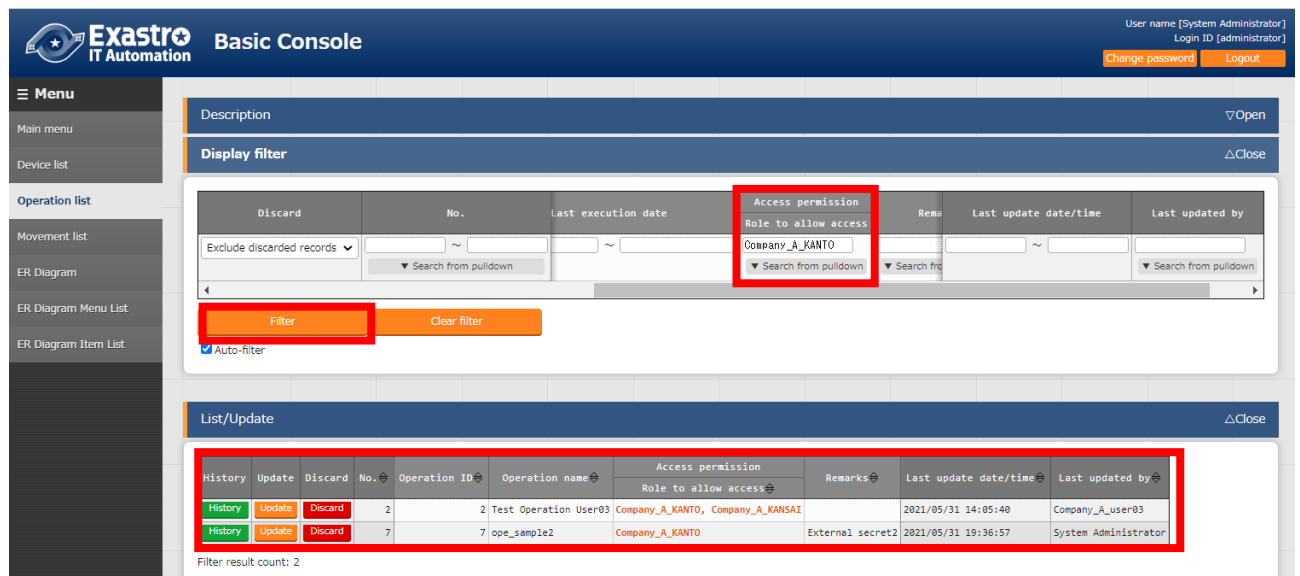 Exastro
IT Automation
Basic Console
User name [System Administrator]
Login ID [administrator]
Change password Logout
☰ Menu
Main menu
Device list
Operation list
Movement list
ER Diagram
ER Diagram Menu List
ER Diagram Item List
Description ▽Open
Display filter △Close
Discard No. Last execution date Access permission Rema Last update date/time Last updated by
Role to allow access
Exclude discarded records ~ ~ Company_A_KANTO ~
▼ Search from pulldown ▼ Search from pulldown ▼ Search fro ▼ Search from pulldown
Filter Clear filter
Auto-filter
List/Update △Close
History Update Discard No. Operation ID Operation name Access permission Remarks Last update date/time Last updated by
Role to allow access
History Update Discard 2 2 Test Operation User03 Company_A_KANTO, Company_A_KANSAI 2021/05/31 14:05:40 Company_A_user03
History Update Discard 7 7 ope_sample2 Company_A_KANTO External secret2 2021/05/31 19:36:57 System Administrator
Filter result count: 2